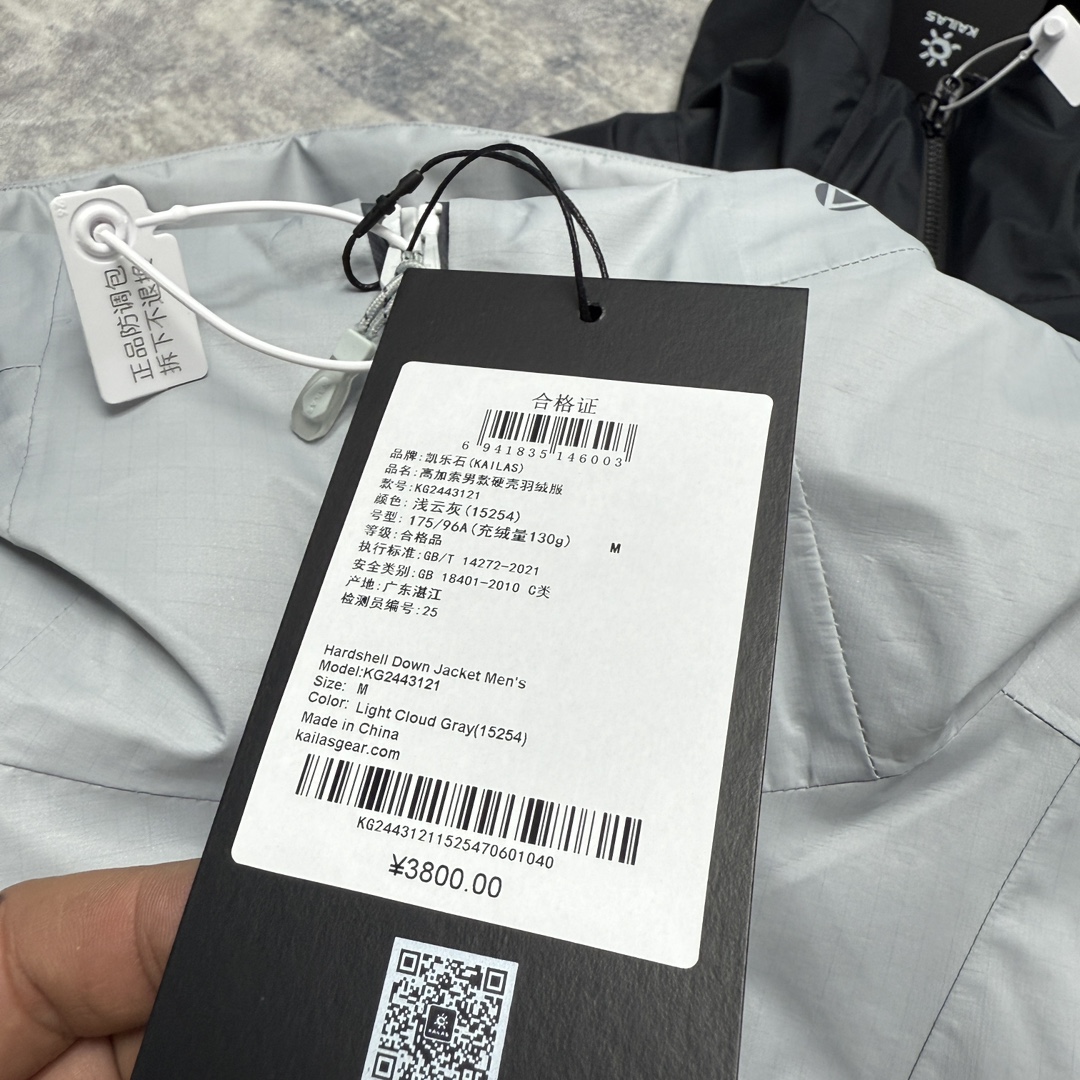 KAILAS
正品防调包
拆下不退换
合格证
6 941835 146003
品牌:凯乐石(KAILAS)
品名:高加索男款硬壳羽绒服
款号:KG2443121
颜色:浅云灰(15254)
号型:175/96A(充绒量130g) M
等级:合格品
执行标准:GB/T 14272-2021
安全类别:GB 18401-2010 C类
产地:广东湛江
检测员编号:25
Hardshell Down Jacket Men's
Model:KG2443121
Size: M
Color: Light Cloud Gray(15254)
Made in China
kailasgear.com
KG24431211525470601040
¥3800.00